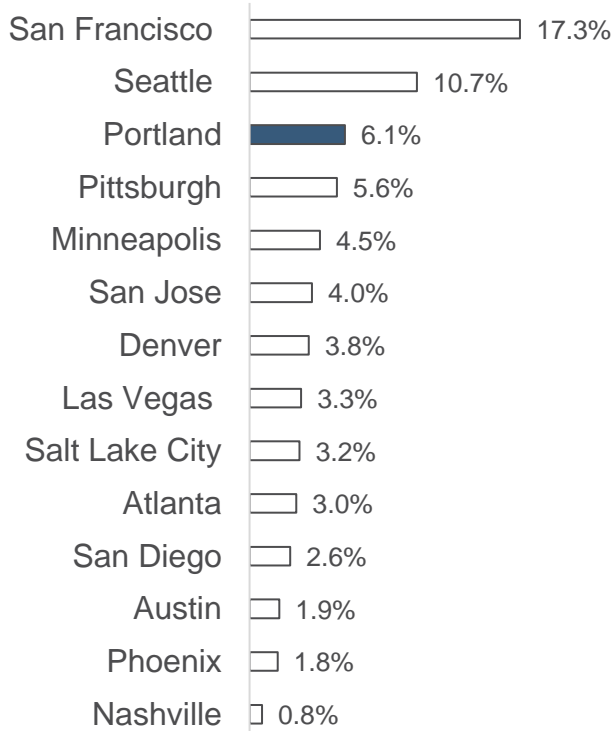 San Francisco 17.3%
Seattle 10.7%
Portland 6.1%
Pittsburgh 5.6%
Minneapolis 4.5%
San Jose 4.0%
Denver 3.8%
Las Vegas 3.3%
Salt Lake City 3.2%
Atlanta 3.0%
San Diego 2.6%
Austin 1.9%
Phoenix 1.8%
Nashville 0.8%